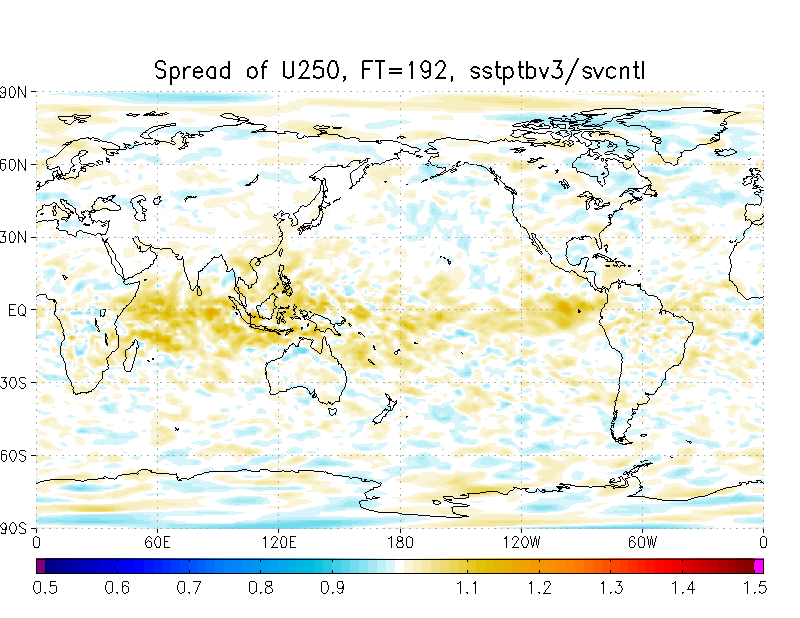 Spread of U250, FT=192, sstptbv3/svcntl
90N
60N
30N
EQ
30S
60S
90S
0 60E 120E 180 120W 60W 0
0.5 0.6 0.7 0.8 0.9 1.1 1.2 1.3 1.4 1.5